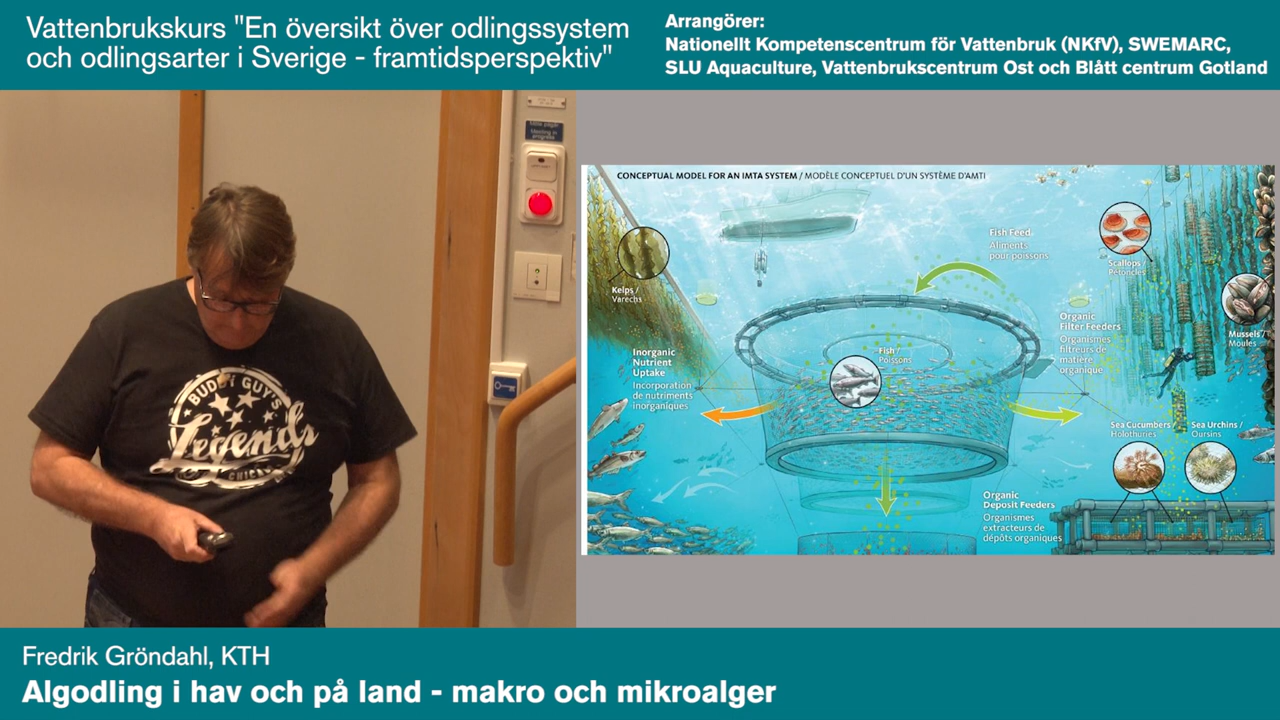 Vattenbrukskurs "En översikt över odlingssystem
och odlingsarter i Sverige - framtidsperspektiv"
Arrangörer:
Nationellt Kompetenscentrum för Vattenbruk (NKfV), SWEMARC,
SLU Aquaculture, Vattenbrukscentrum Ost och Blått centrum Gotland
BUDDY GUY'S
Legends
CHICAGO
CONCEPTUAL MODEL FOR AN IMTA SYSTEM / MODÈLE CONCEPTUEL D'UN SYSTÈME D'AMTI
Kelps /
Varechs
Fish Feed
Aliments
pour poissons
Scallops /
Pétoncles
Mussels /
Moules
Organic
Filter Feeders
Organismes
filtreurs de
matière
organique
Inorganic
Nutrient
Uptake
Incorporation
de nutriments
inorganiques
Fish /
Poissons
Sea Cucumbers
Holothuries
Sea Urchins /
Oursins
Organic
Deposit Feeders
Organismes
extracteurs de
dépôts organiques
Fredrik Gröndahl, KTH
Algodling i hav och på land - makro och mikroalger